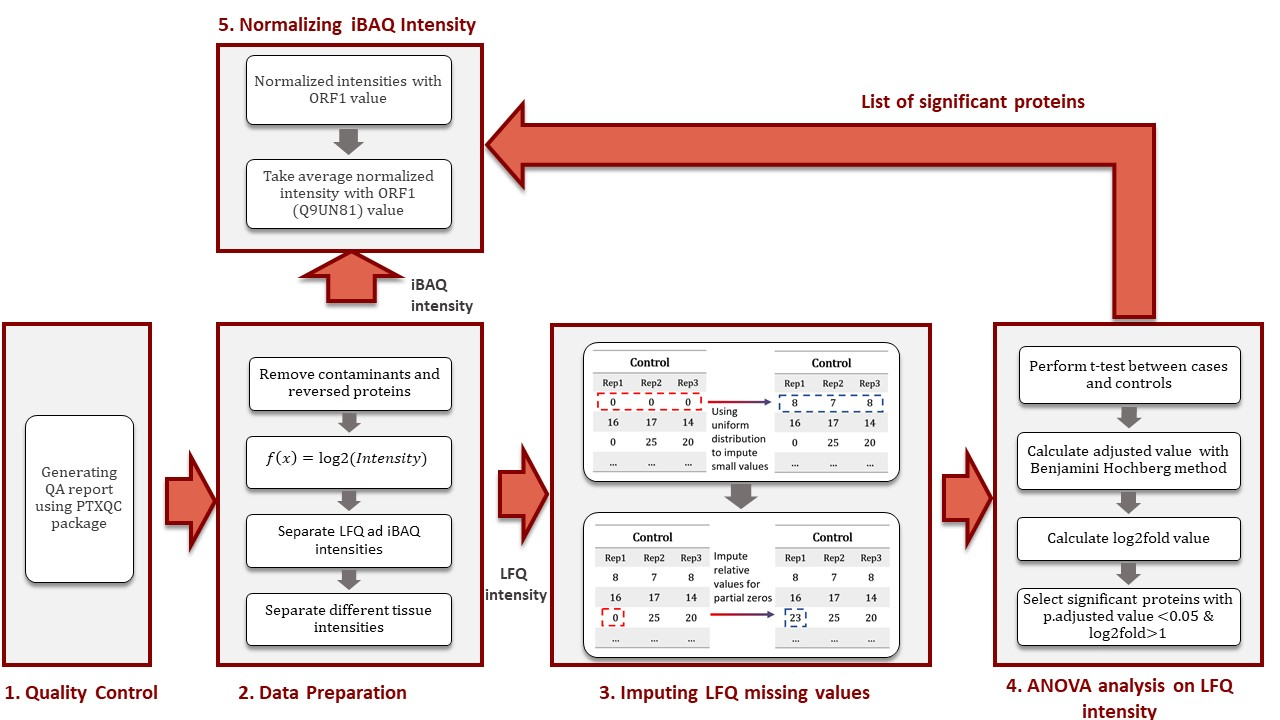 5. Normalizing iBAQ Intensity
Normalized intensities with
ORF1 value
Take average normalized
intensity with ORF1
(Q9UN81) value
List of significant proteins
iBAQ
intensity
Generating
QA report
using PTXQC
package
1. Quality Control
Remove contaminants and
reversed proteins
f(x) = log2(Intensity)
Separate LFQ ad iBAQ
intensities
Separate different tissue
intensities
2. Data Preparation
LFQ
intensity
Control
Rep1 Rep2 Rep3
0 0 0
16 17 14
0 25 20
... ... ...
Using
uniform
distribution
to impute
small values
Control
Rep1 Rep2 Rep3
8 7 8
16 17 14
0 25 20
... ... ...
Control
Rep1 Rep2 Rep3
8 7 8
16 17 14
0 25 20
... ... ...
Impute
relative
values for
partial zeros
Control
Rep1 Rep2 Rep3
8 7 8
16 17 14
23 25 20
... ... ...
3. Imputing LFQ missing values
Perform t-test between cases
and controls
Calculate adjusted value with
Benjamini Hochberg method
Calculate log2fold value
Select significant proteins with
p.adjusted value <0.05 &
log2fold>1
4. ANOVA analysis on LFQ
intensity